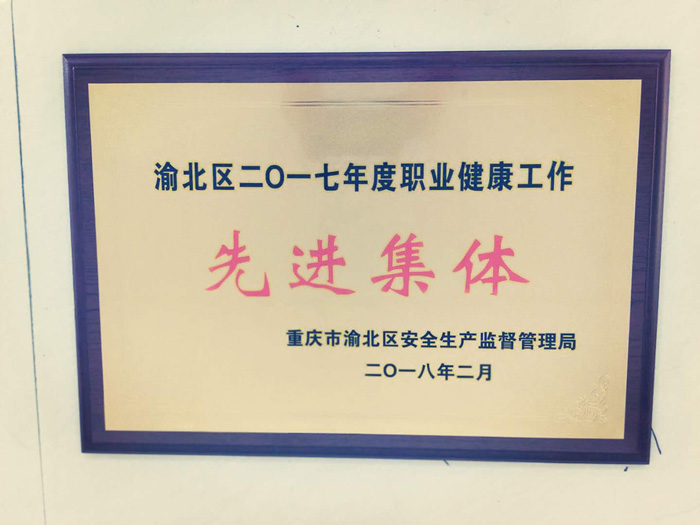 渝北区二〇一七年度职业健康工作
先进集体
重庆市渝北区安全生产监督管理局
二〇一八年二月